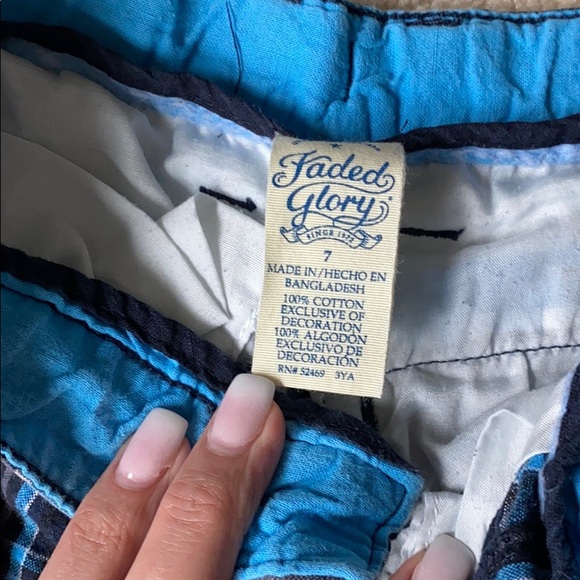 Faded
Glory
SINCE 1972
7
MADE IN/HECHO EN
BANGLADESH
100% COTTON
EXCLUSIVE OF
DECORATION
100% ALGODÓN
EXCLUSIVO DE
DECORACIÓN
RN# 52469 3YA